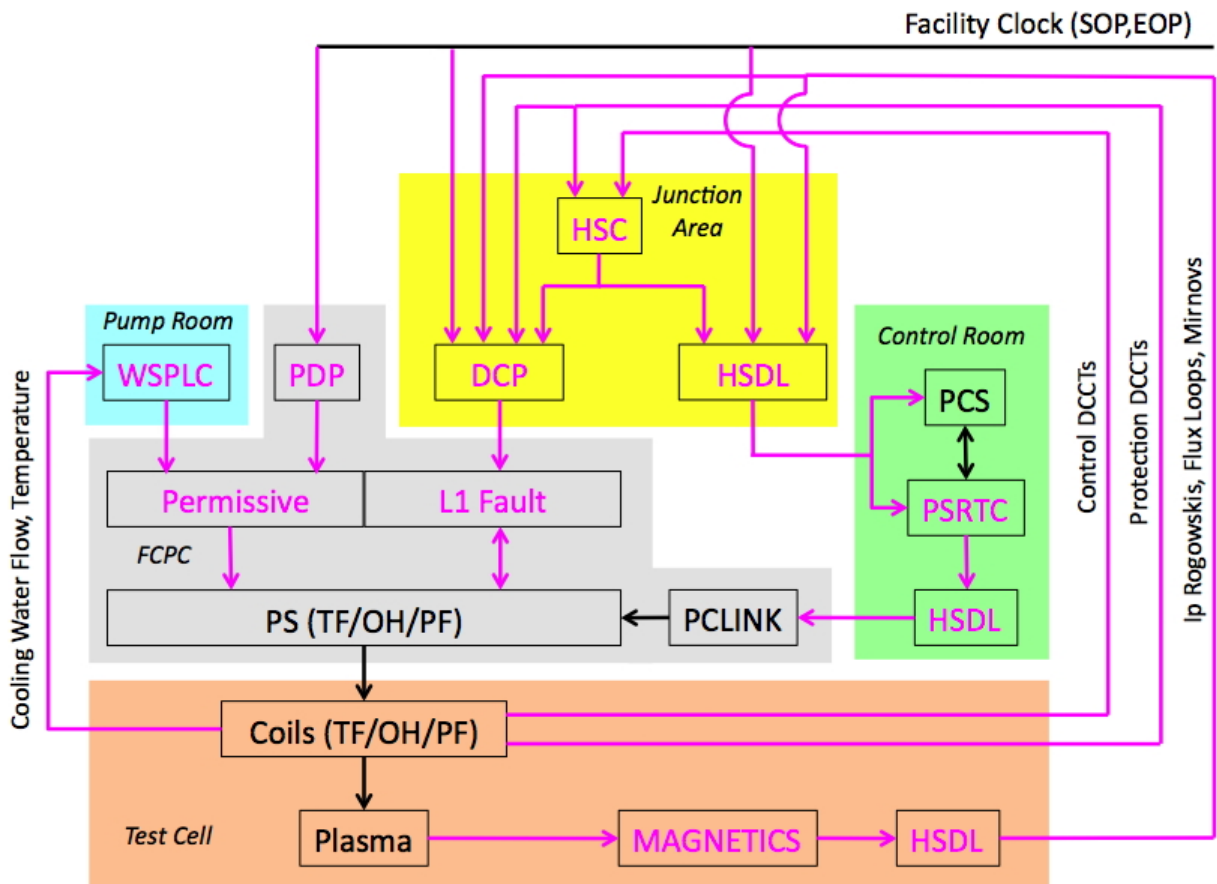 Facility Clock (SOP,EOP)
Junction
Area
HSC
Pump Room
Control Room
WSPLC
PDP
DCP
HSDL
PCS
Permissive
L1 Fault
PSRTC
FCPC
PS (TF/OH/PF)
PCLINK
HSDL
Coils (TF/OH/PF)
Test Cell
Plasma
MAGNETICS
HSDL
Cooling Water Flow, Temperature
Control DCCTs
Protection DCCTs
Ip Rogowskis, Flux Loops, Mirnovs